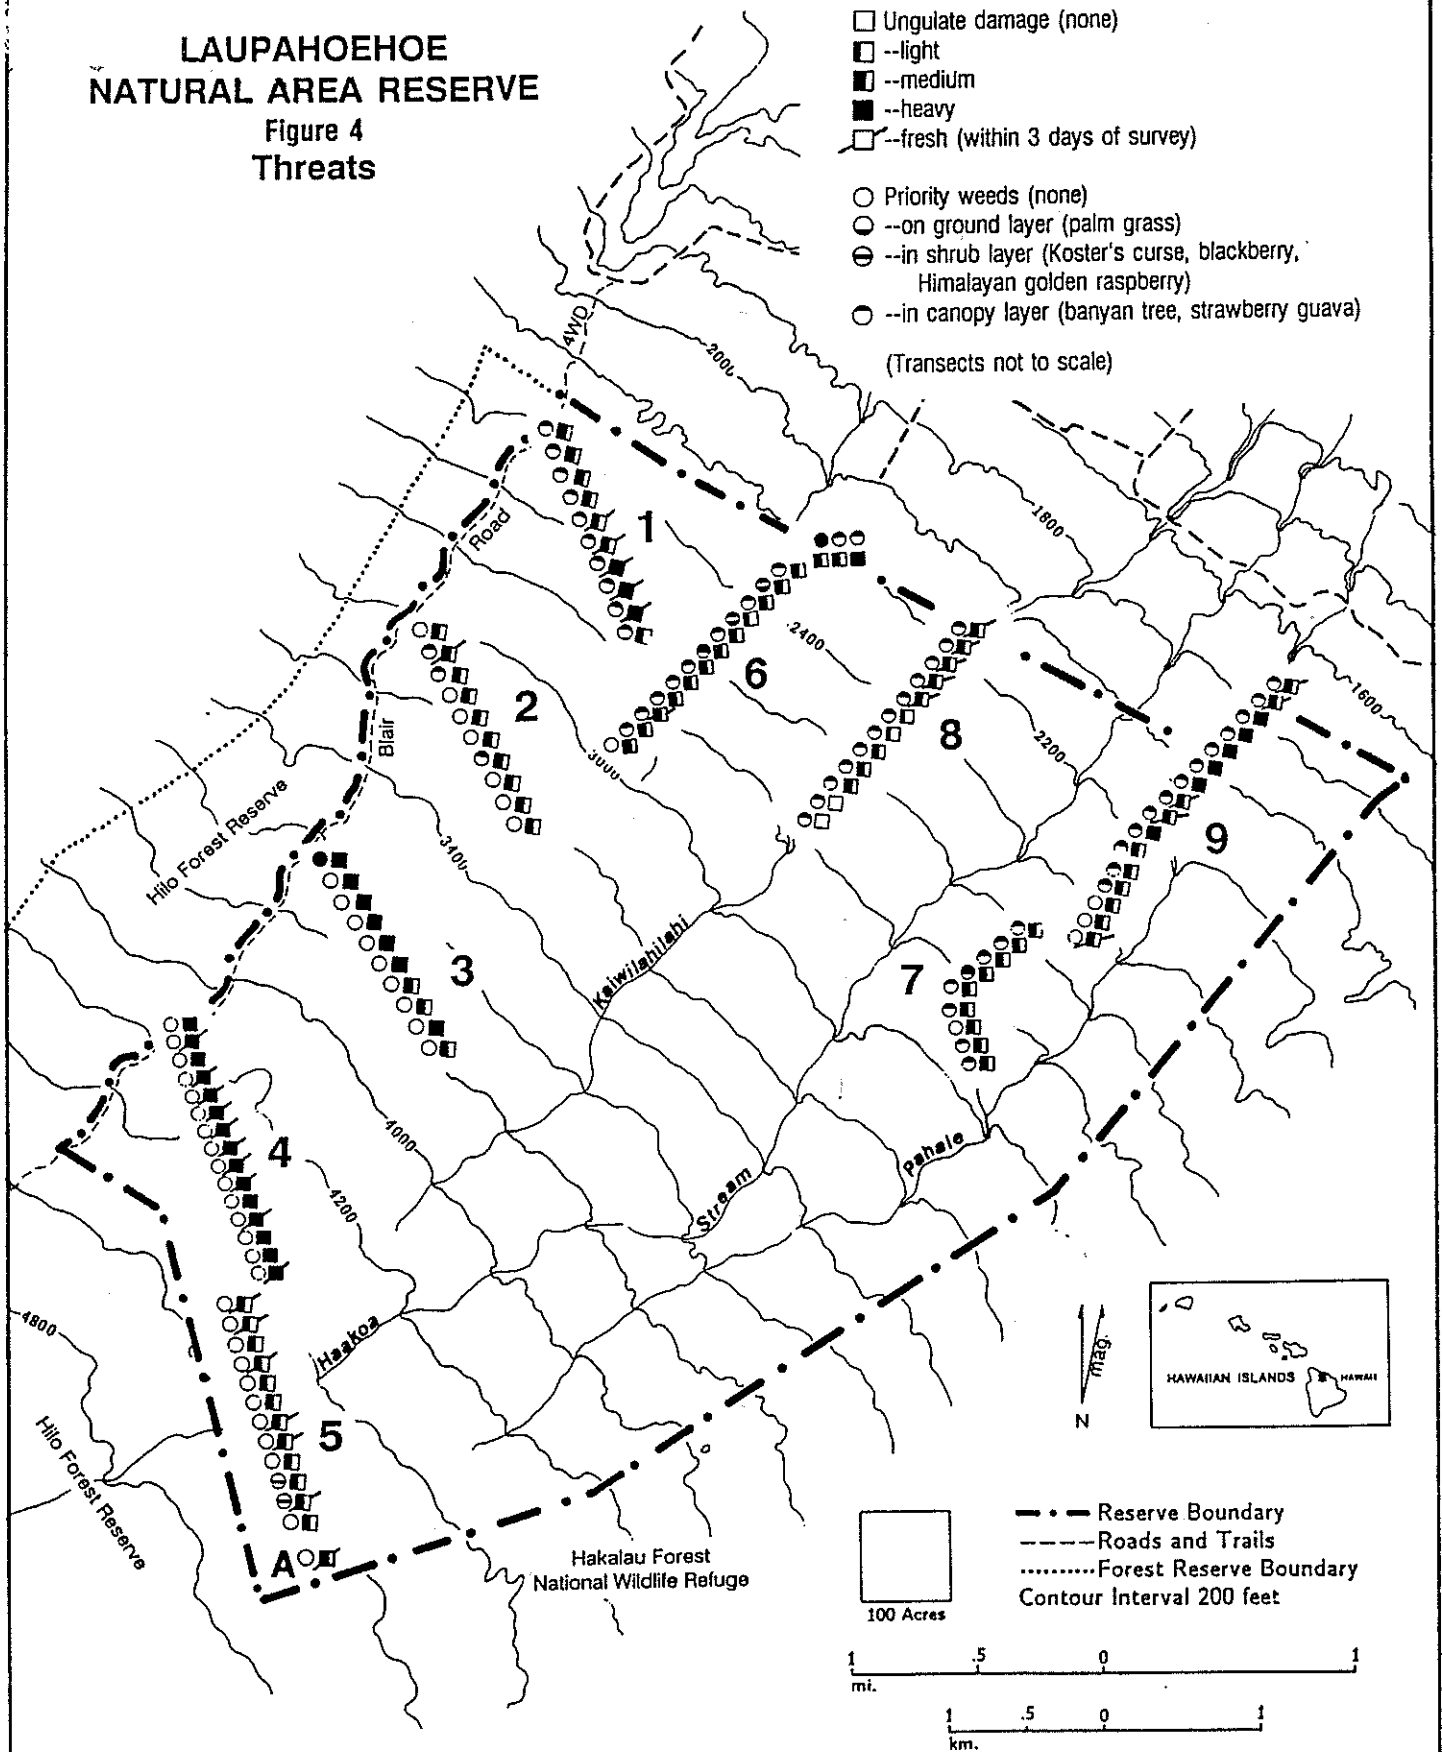 LAUPAHOEHOE
NATURAL AREA RESERVE
Figure 4
Threats
Ungulate damage (none)
--light
--medium
--heavy
--fresh (within 3 days of survey)
Priority weeds (none)
--on ground layer (palm grass)
--in shrub layer (Koster's curse, blackberry,
Himalayan golden raspberry)
--in canopy layer (banyan tree, strawberry guava)
(Transects not to scale)
4WD
2000
1800
Road
1
2400
6
2
8
1600
2200
3000
Blair
Hilo Forest Reserve
3400
9
3
Kaiwilahilahi
7
4
4000
Pahale
4200
Stream
4800
Haakoa
mag.
N
HAWAIIAN ISLANDS
HAWAII
5
Hilo Forest Reserve
A
Hakalau Forest
National Wildlife Refuge
100 Acres
Reserve Boundary
Roads and Trails
Forest Reserve Boundary
Contour Interval 200 feet
1 .5 0 1
mi.
1 .5 0 1
km.